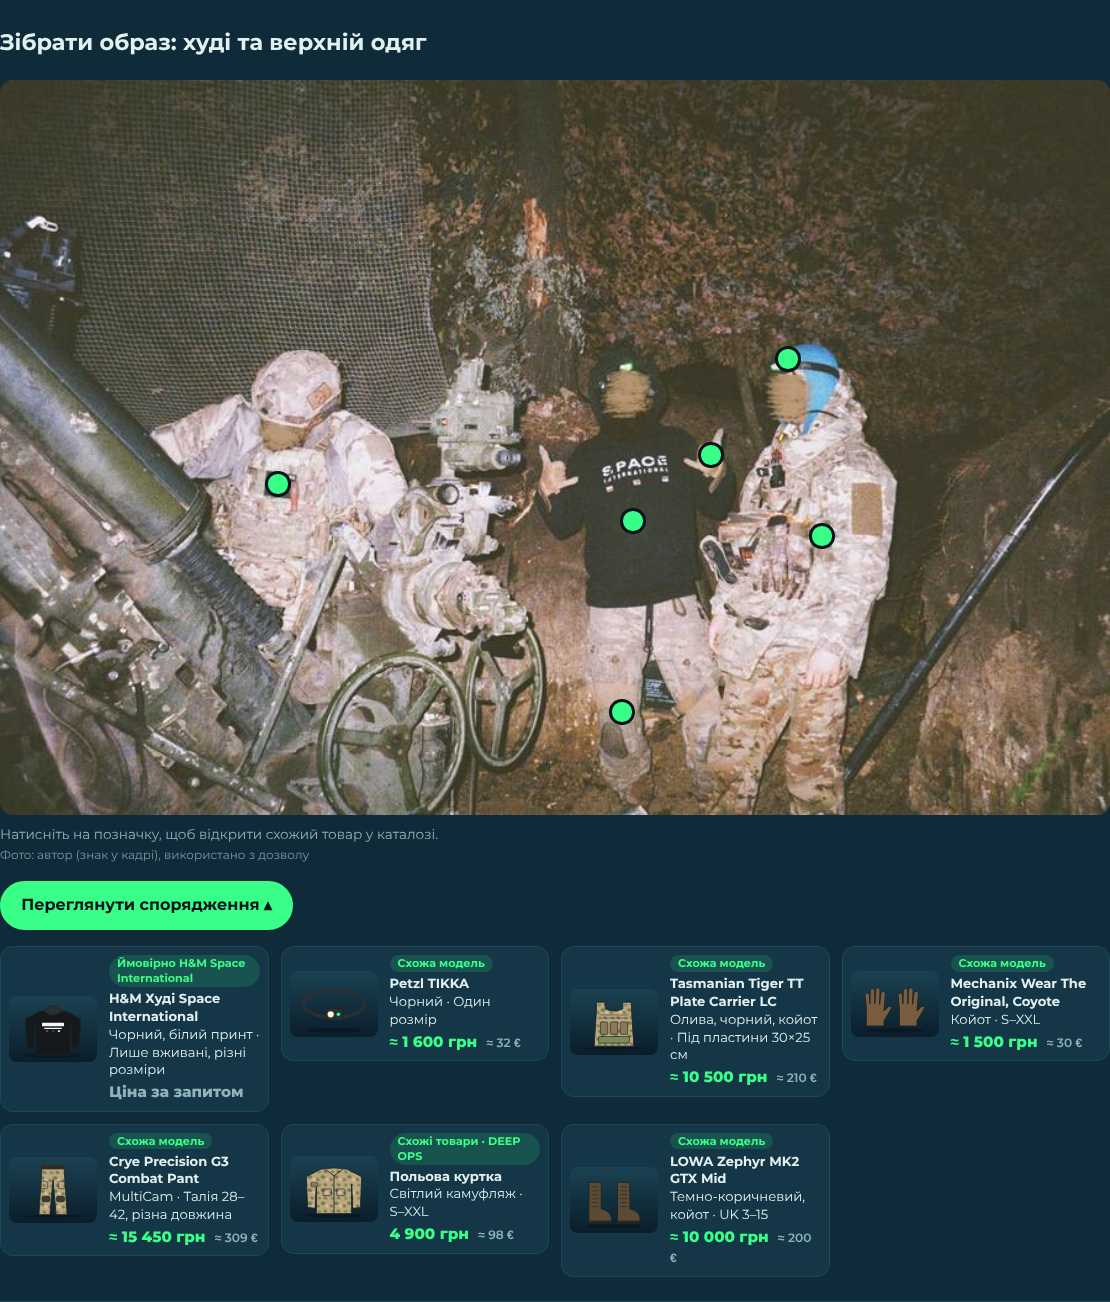 Зібрати образ: худі та верхній одяг
SPACE
INTERNATIONAL
Натисніть на позначку, щоб відкрити схожий товар у каталозі.
Фото: автор (знак у кадрі), використано з дозволу
Переглянути спорядження ▴
Ймовірно H&M Space
International
H&M Худі Space
International
Чорний, білий принт ·
Лише вживані, різні
розміри
Ціна за запитом
Схожа модель
Petzl TIKKA
Чорний · Один
розмір
≈ 1 600 грн ≈ 32 €
Схожа модель
Tasmanian Tiger TT
Plate Carrier LC
Олива, чорний, койот
· Під пластини 30×25
см
≈ 10 500 грн ≈ 210 €
Схожа модель
Mechanix Wear The
Original, Coyote
Койот · S–XXL
≈ 1 500 грн ≈ 30 €
Схожа модель
Crye Precision G3
Combat Pant
MultiCam · Талія 28–
42, різна довжина
≈ 15 450 грн ≈ 309 €
Схожі товари · DEEP
OPS
Польова куртка
Світлий камуфляж ·
S–XXL
4 900 грн ≈ 98 €
Схожа модель
LOWA Zephyr MK2
GTX Mid
Темно-коричневий,
койот · UK 3–15
≈ 10 000 грн ≈ 200
€